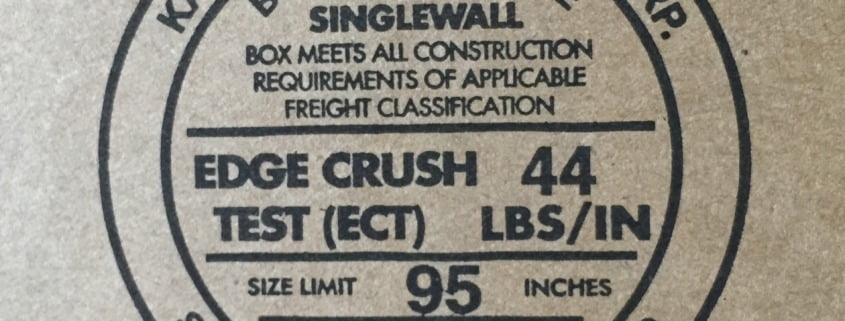 SINGLEWALL
BOX MEETS ALL CONSTRUCTION
REQUIREMENTS OF APPLICABLE
FREIGHT CLASSIFICATION
EDGE CRUSH 44
TEST (ECT) LBS/IN
SIZE LIMIT 95 INCHES